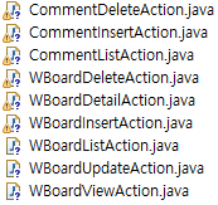 CommentDeleteAction.java
CommentInsertAction.java
CommentListAction.java
WBoardDeleteAction.java
WBoardDetailAction.java
WBoardInsertAction.java
WBoardListAction.java
WBoardUpdateAction.java
WBoardViewAction.java